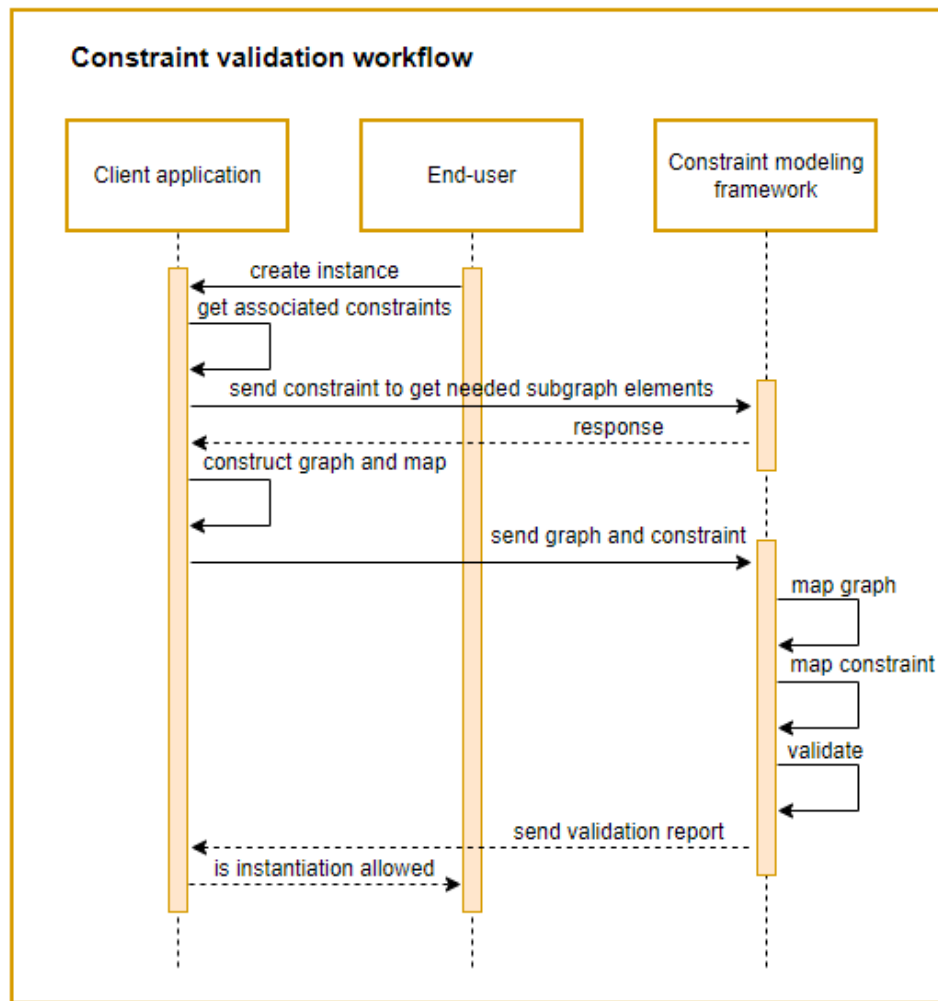 Constraint validation workflow
Client application
End-user
Constraint modeling
framework
create instance
get associated constraints
send constraint to get needed subgraph elements
response
construct graph and map
send graph and constraint
map graph
map constraint
validate
send validation report
is instantiation allowed